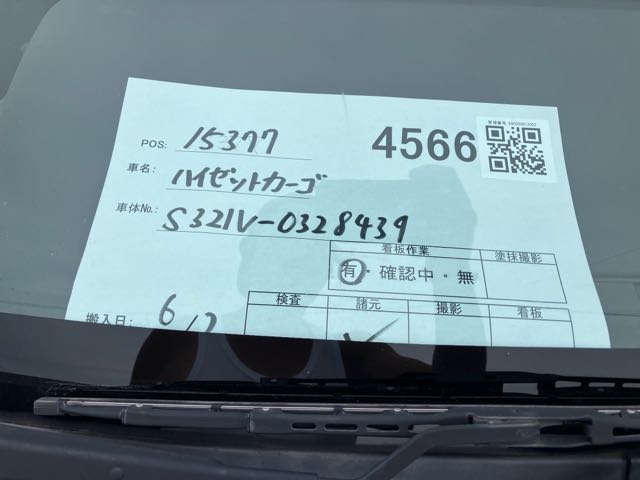 POS: 15377
4566
車名: ハイゼットカーゴ
車体No.: S321V-0328439
看板作業 塗抹撮影
有・確認中・無
検査 諸元 撮影 看板
搬入日: 6/